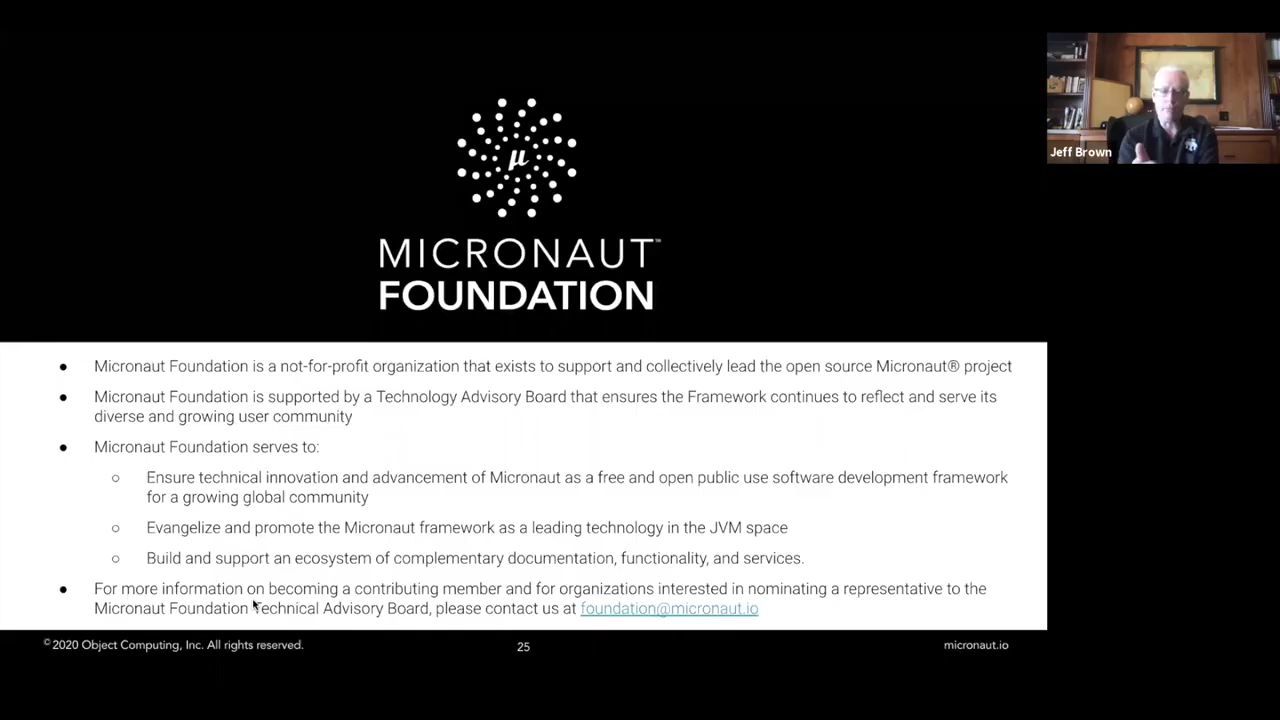 µ
MICRONAUT™
FOUNDATION
Jeff Brown
● Micronaut Foundation is a not-for-profit organization that exists to support and collectively lead the open source Micronaut® project
● Micronaut Foundation is supported by a Technology Advisory Board that ensures the Framework continues to reflect and serve its
diverse and growing user community
● Micronaut Foundation serves to:
○ Ensure technical innovation and advancement of Micronaut as a free and open public use software development framework
for a growing global community
○ Evangelize and promote the Micronaut framework as a leading technology in the JVM space
○ Build and support an ecosystem of complementary documentation, functionality, and services.
● For more information on becoming a contributing member and for organizations interested in nominating a representative to the
Micronaut Foundation Technical Advisory Board, please contact us at foundation@micronaut.io
© 2020 Object Computing, Inc. All rights reserved.
25
micronaut.io